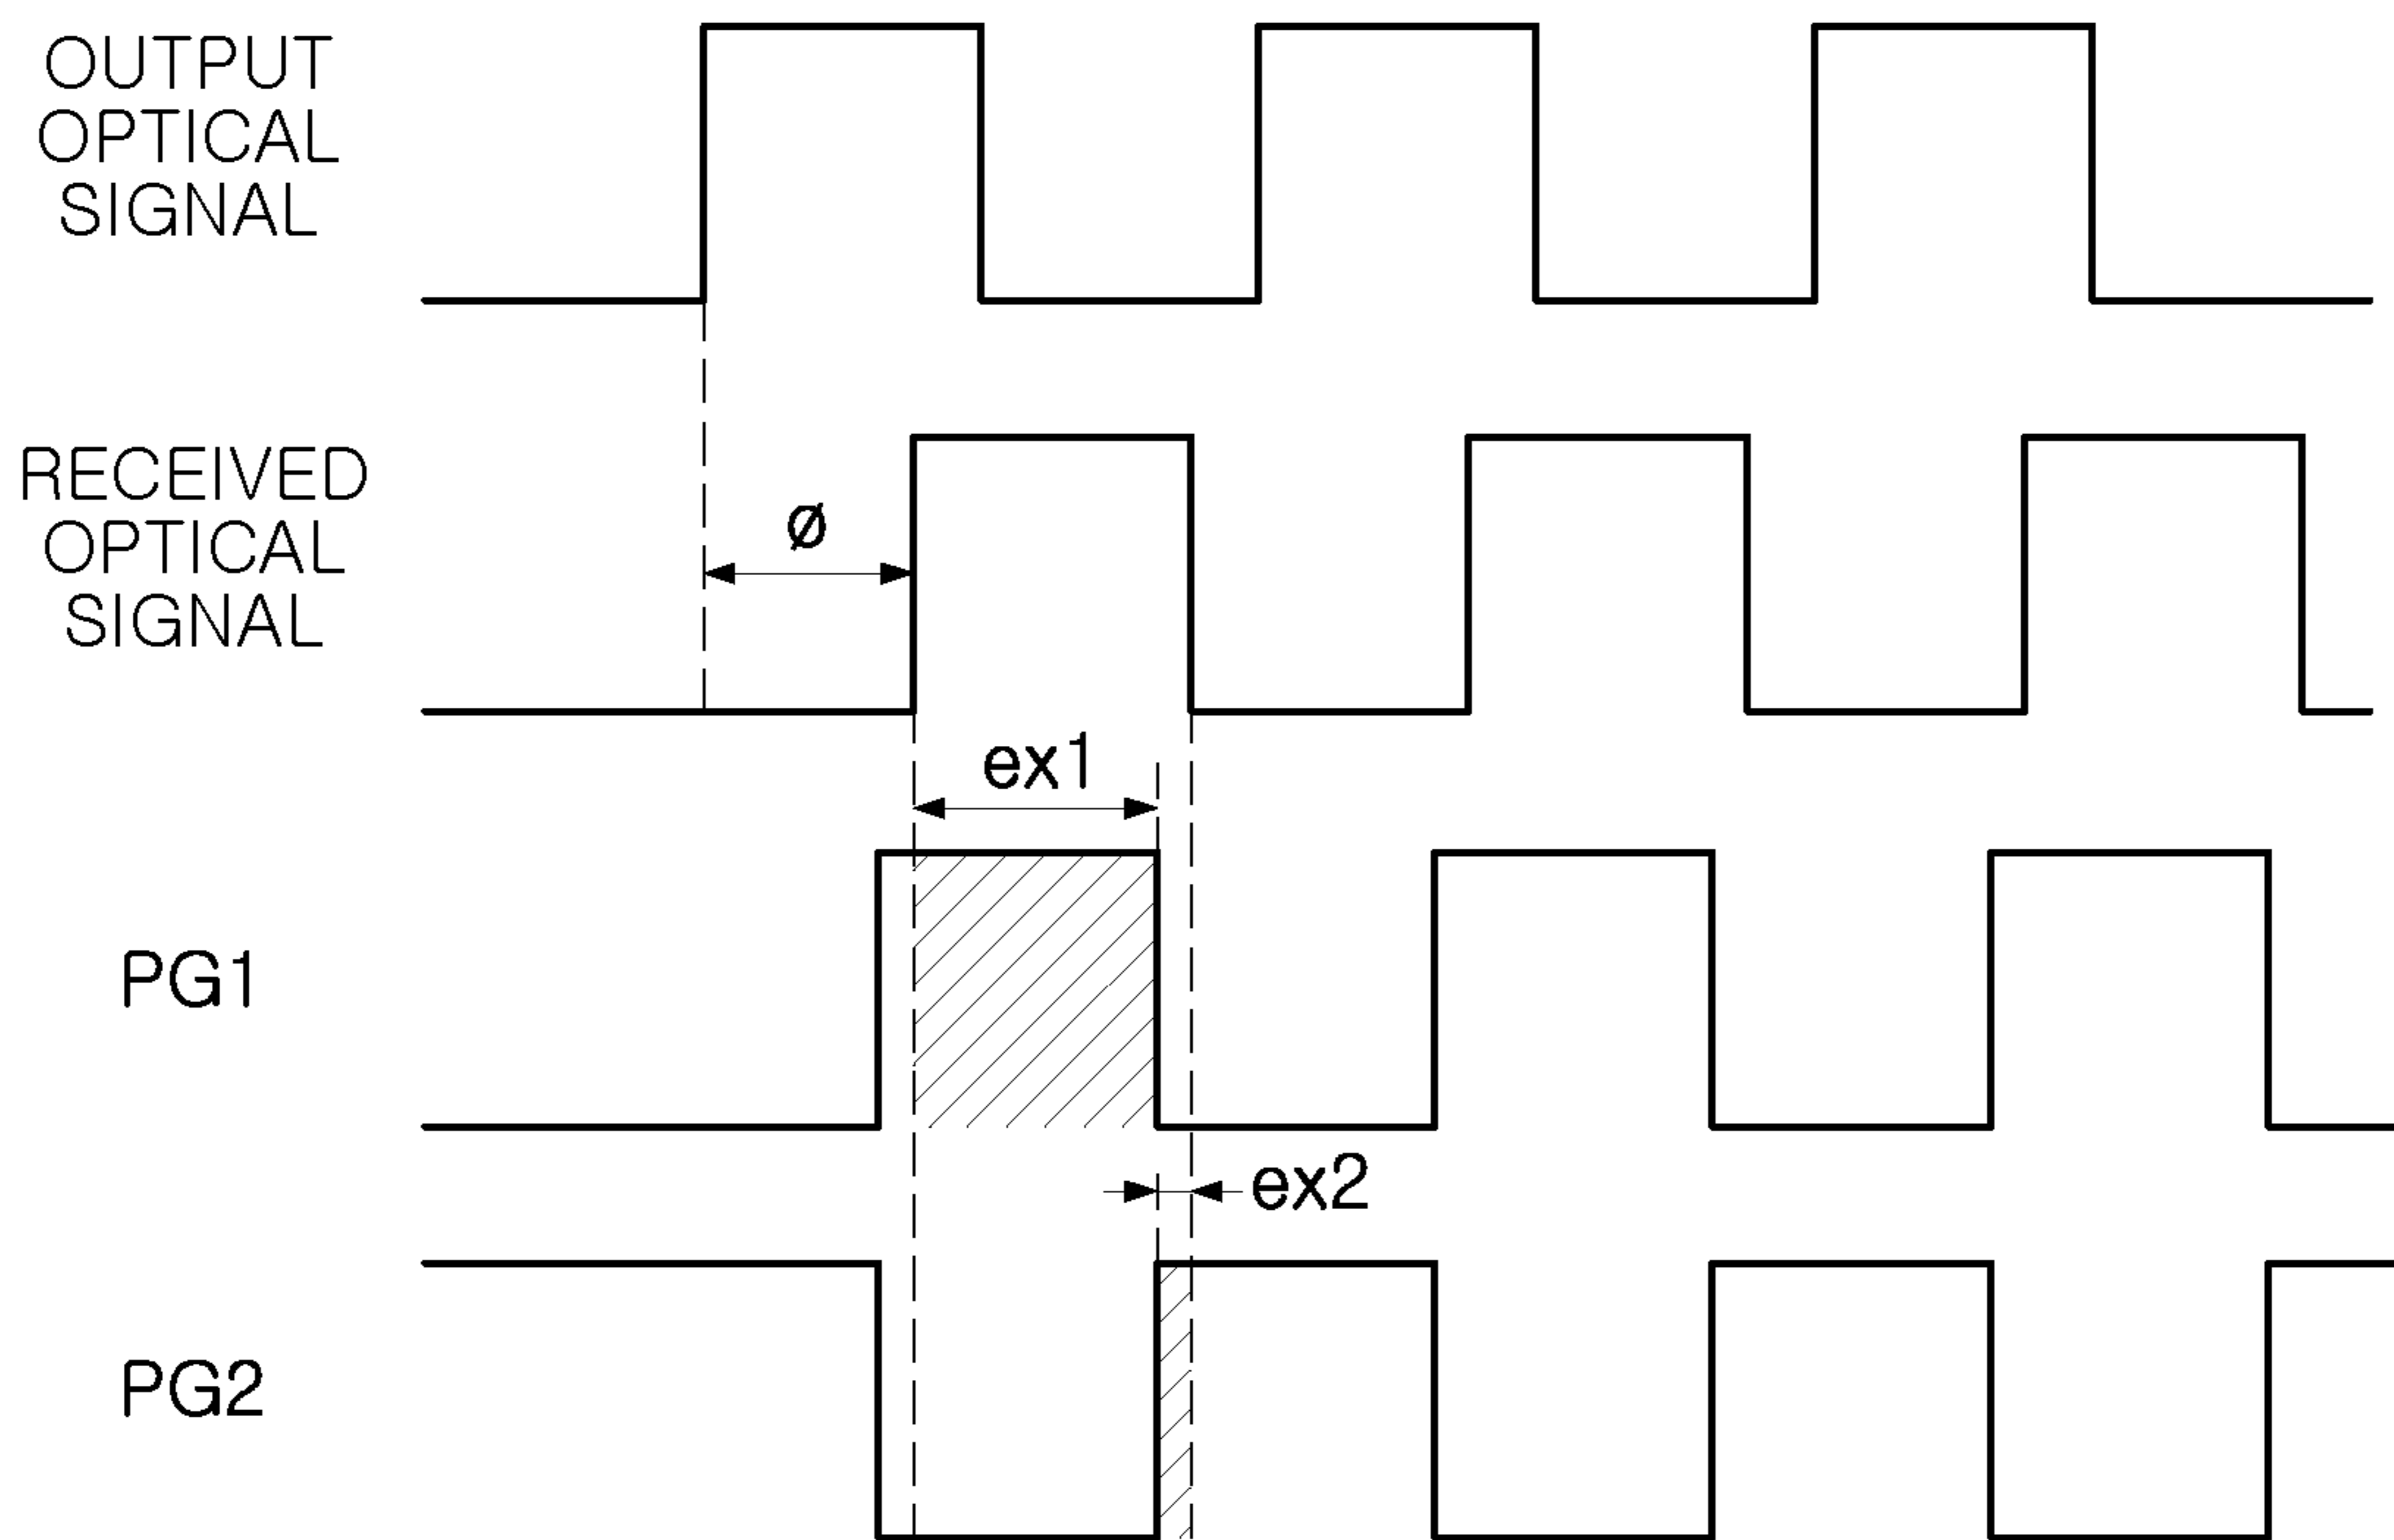 OUTPUT
OPTICAL
SIGNAL
RECEIVED
OPTICAL
SIGNAL
ø
ex1
PG1
ex2
PG2